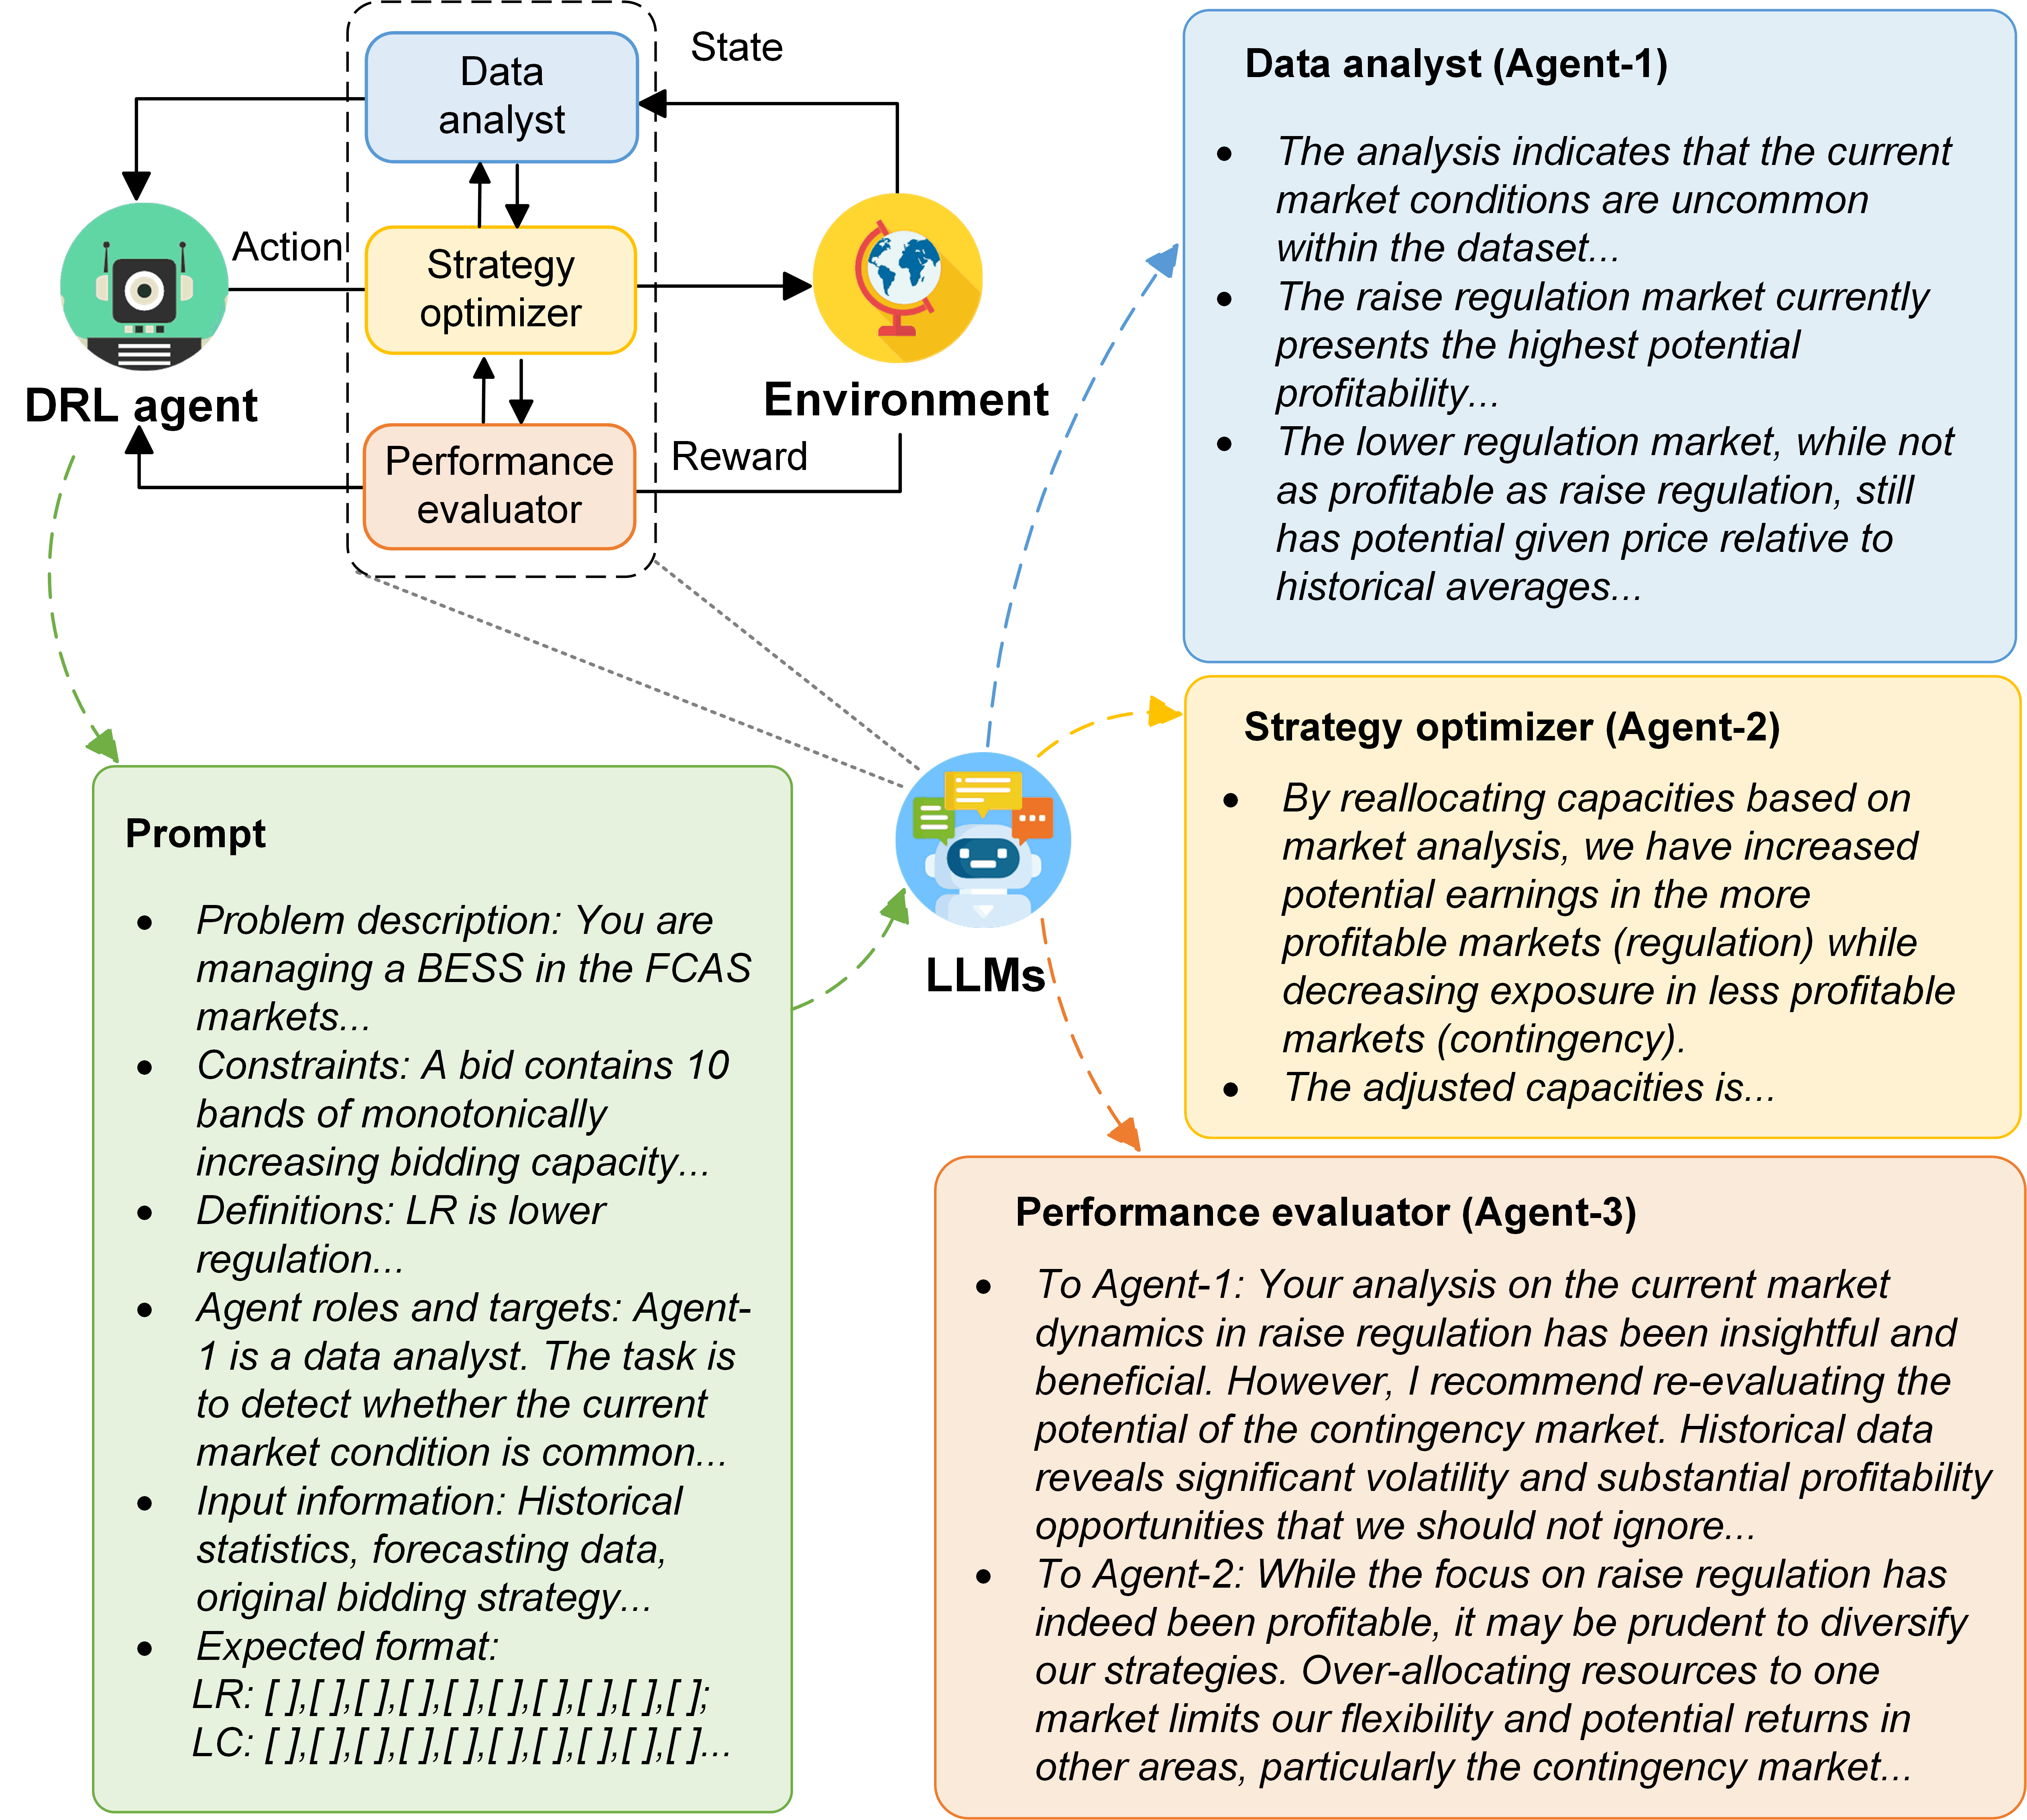 Data
analyst
State
Action
Strategy
optimizer
DRL agent
Environment
Performance
evaluator
Reward
Data analyst (Agent-1)
• The analysis indicates that the current
market conditions are uncommon
within the dataset...
• The raise regulation market currently
presents the highest potential
profitability...
• The lower regulation market, while not
as profitable as raise regulation, still
has potential given price relative to
historical averages...
Strategy optimizer (Agent-2)
• By reallocating capacities based on
market analysis, we have increased
potential earnings in the more
profitable markets (regulation) while
decreasing exposure in less profitable
markets (contingency).
• The adjusted capacities is...
LLMs
Prompt
• Problem description: You are
managing a BESS in the FCAS
markets...
• Constraints: A bid contains 10
bands of monotonically
increasing bidding capacity...
• Definitions: LR is lower
regulation...
• Agent roles and targets: Agent-
1 is a data analyst. The task is
to detect whether the current
market condition is common...
• Input information: Historical
statistics, forecasting data,
original bidding strategy...
• Expected format:
LR: [ ],[ ],[ ],[ ],[ ],[ ],[ ],[ ],[ ],[ ];
LC: [ ],[ ],[ ],[ ],[ ],[ ],[ ],[ ],[ ],[ ]...
Performance evaluator (Agent-3)
• To Agent-1: Your analysis on the current market
dynamics in raise regulation has been insightful and
beneficial. However, I recommend re-evaluating the
potential of the contingency market. Historical data
reveals significant volatility and substantial profitability
opportunities that we should not ignore...
• To Agent-2: While the focus on raise regulation has
indeed been profitable, it may be prudent to diversify
our strategies. Over-allocating resources to one
market limits our flexibility and potential returns in
other areas, particularly the contingency market...